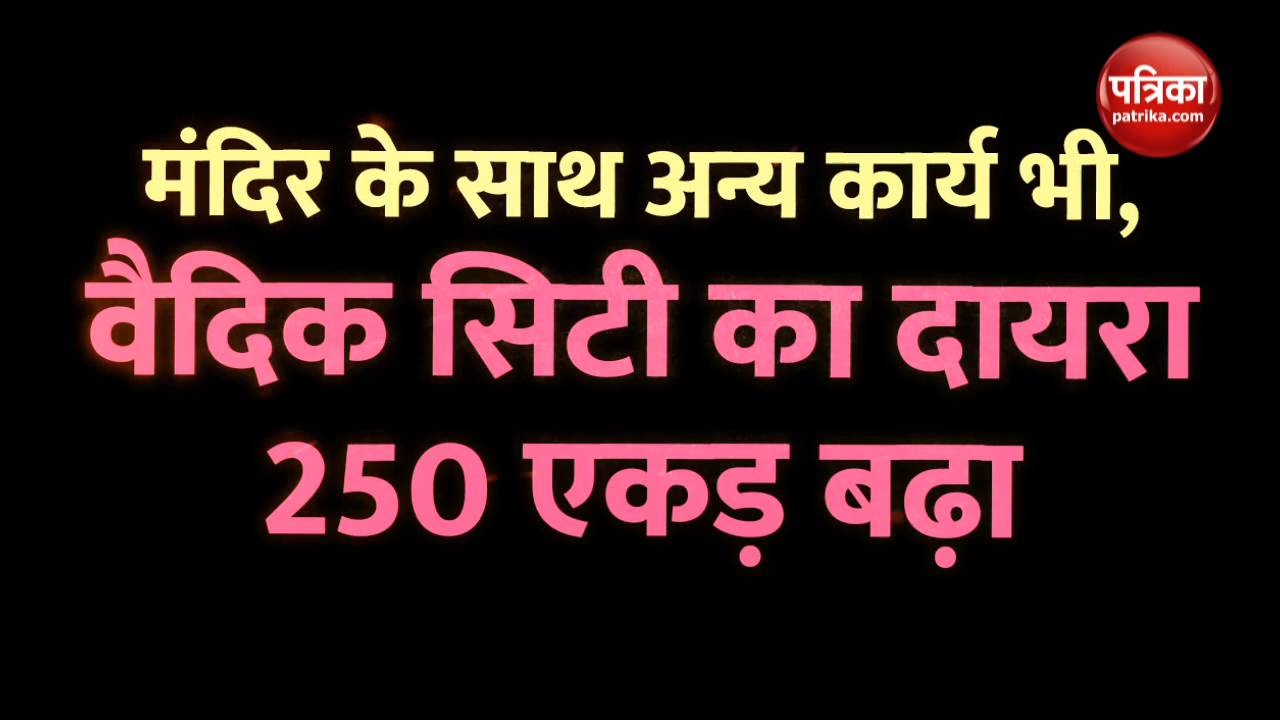 पत्रिका
patrika.com
मंदिर के साथ अन्य कार्य भी,
वैदिक सिटी का दायरा
250 एकड़ बढ़ा